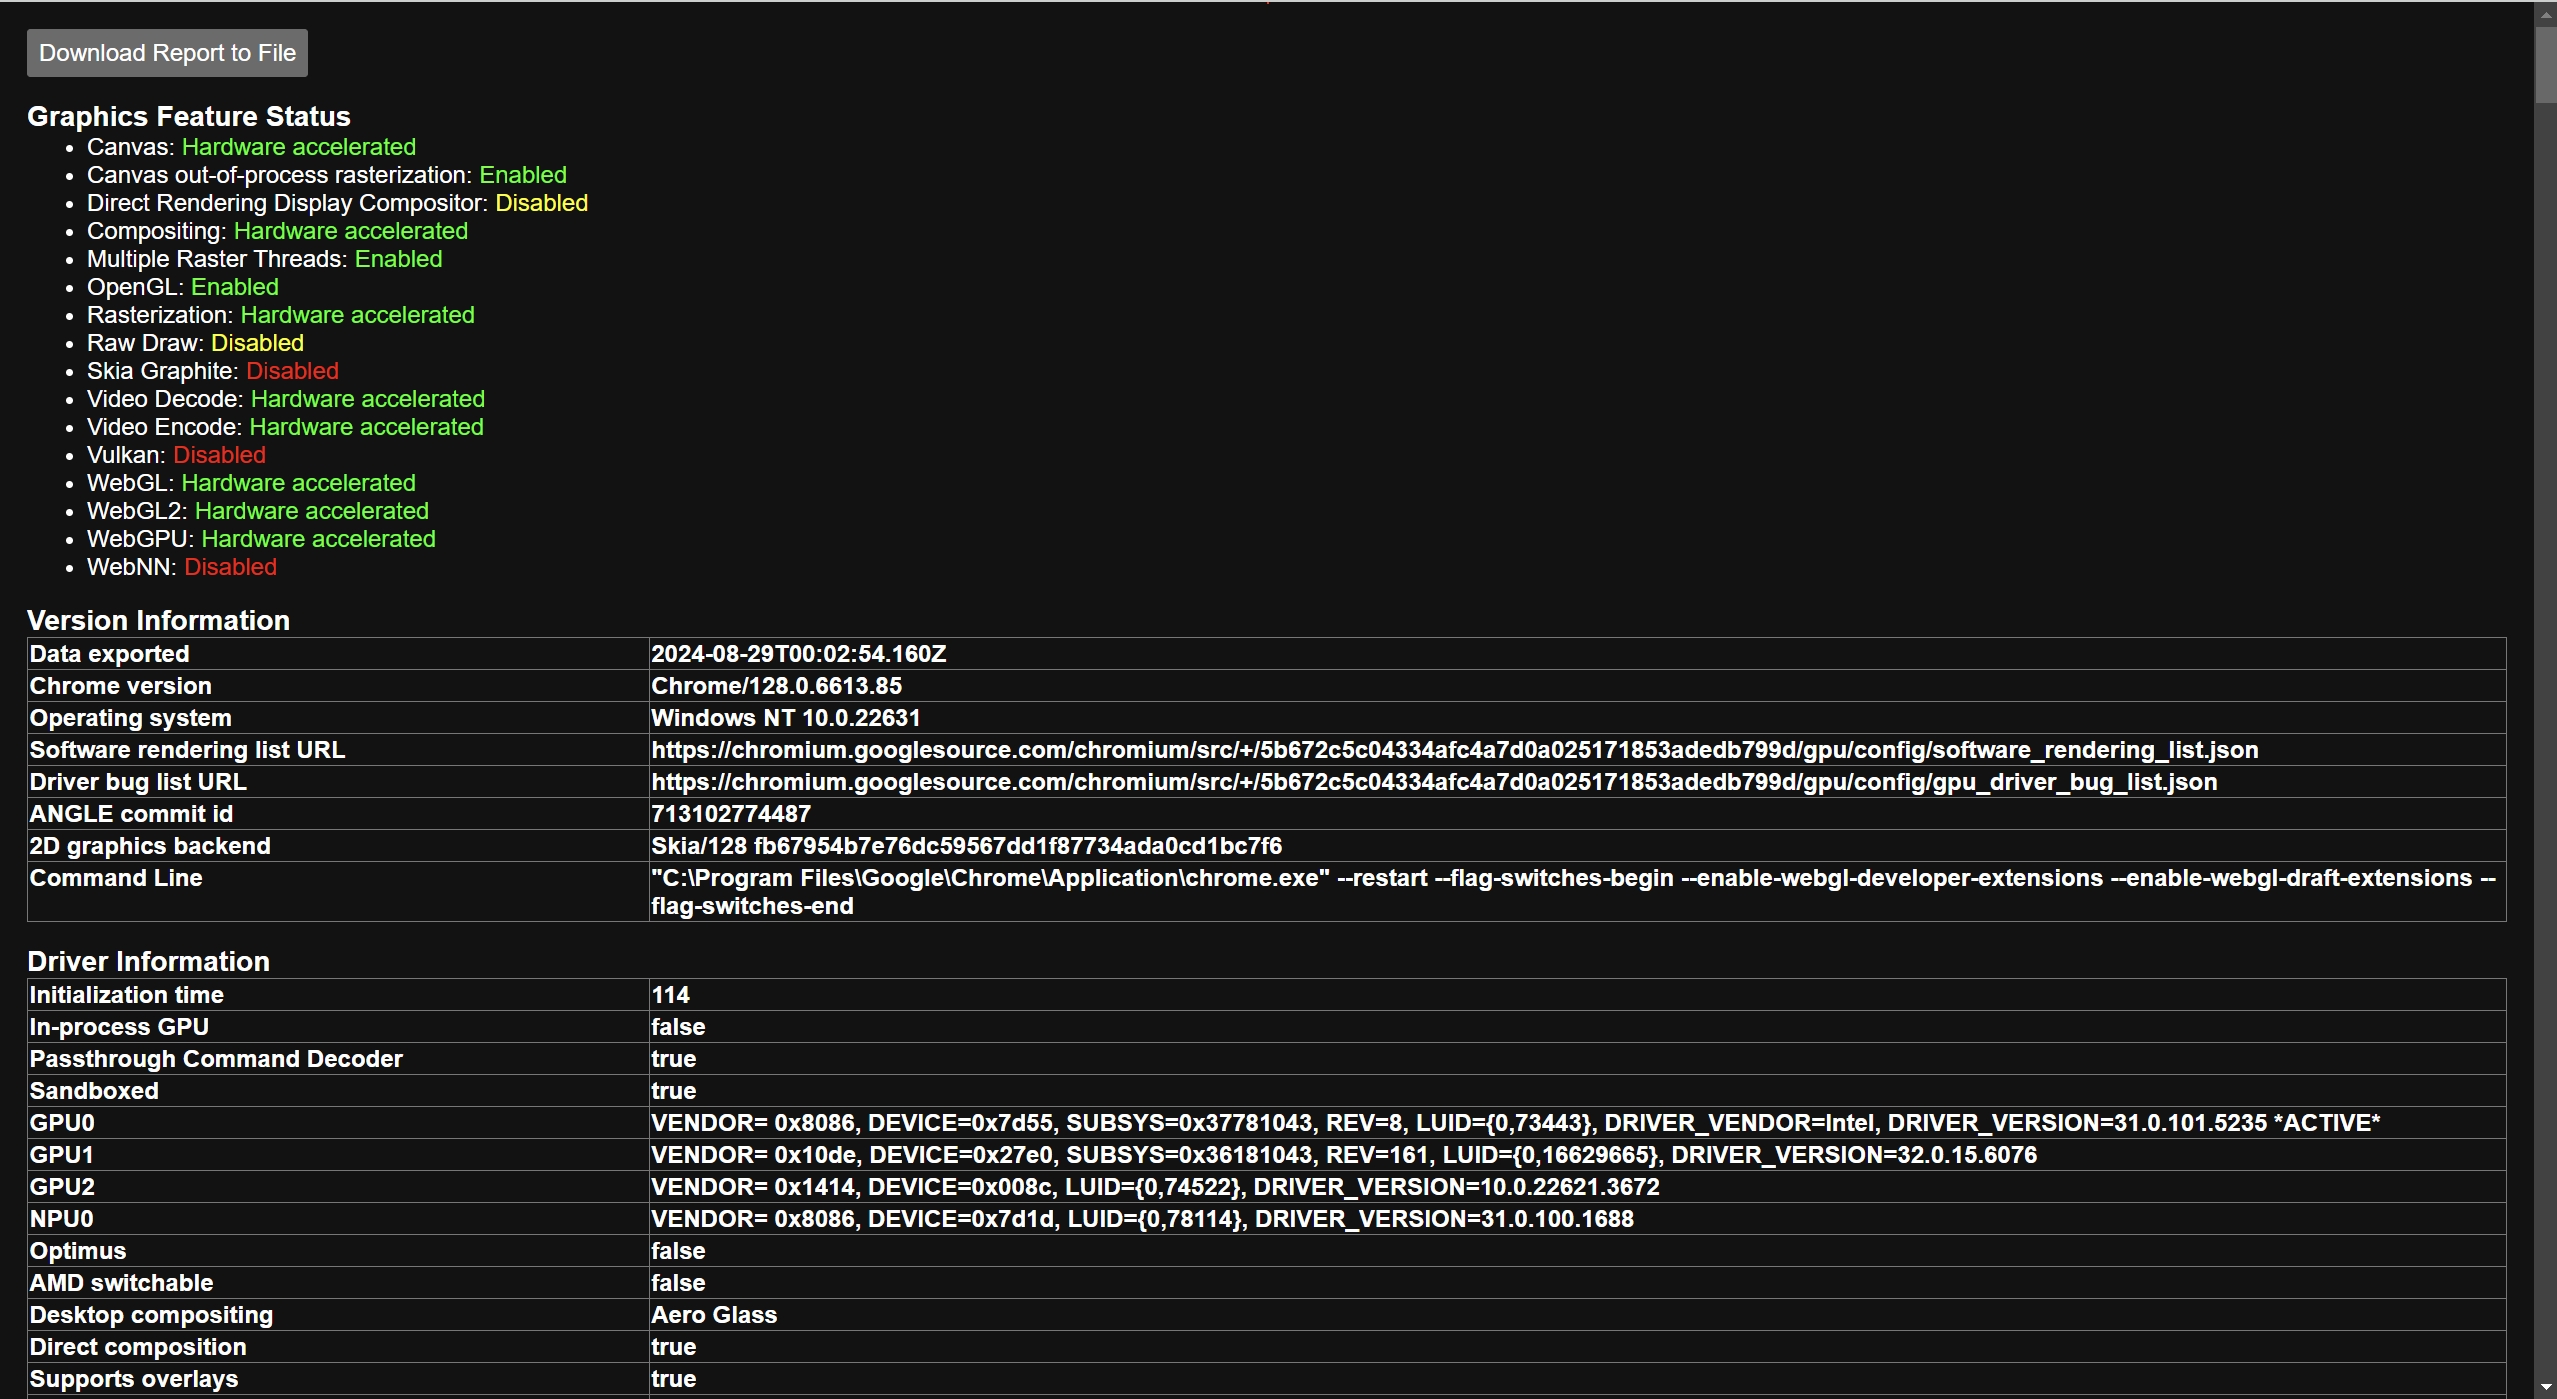 Download Report to File
Graphics Feature Status
Canvas: Hardware accelerated
Canvas out-of-process rasterization: Enabled
Direct Rendering Display Compositor: Disabled
Compositing: Hardware accelerated
Multiple Raster Threads: Enabled
OpenGL: Enabled
Rasterization: Hardware accelerated
Raw Draw: Disabled
Skia Graphite: Disabled
Video Decode: Hardware accelerated
Video Encode: Hardware accelerated
Vulkan: Disabled
WebGL: Hardware accelerated
WebGL2: Hardware accelerated
WebGPU: Hardware accelerated
WebNN: Disabled
Version Information
Data exported 2024-08-29T00:02:54.160Z
Chrome version Chrome/128.0.6613.85
Operating system Windows NT 10.0.22631
Software rendering list URL https://chromium.googlesource.com/chromium/src/+/5b672c5c04334afc4a7d0a025171853adedb799d/gpu/config/software_rendering_list.json
Driver bug list URL https://chromium.googlesource.com/chromium/src/+/5b672c5c04334afc4a7d0a025171853adedb799d/gpu/config/gpu_driver_bug_list.json
ANGLE commit id 713102774487
2D graphics backend Skia/128 fb67954b7e76dc59567dd1f87734ada0cd1bc7f6
Command Line "C:\Program Files\Google\Chrome\Application\chrome.exe" --restart --flag-switches-begin --enable-webgl-developer-extensions --enable-webgl-draft-extensions --
flag-switches-end
Driver Information
Initialization time 114
In-process GPU false
Passthrough Command Decoder true
Sandboxed true
GPU0 VENDOR= 0x8086, DEVICE=0x7d55, SUBSYS=0x37781043, REV=8, LUID={0,73443}, DRIVER_VENDOR=Intel, DRIVER_VERSION=31.0.101.5235 *ACTIVE*
GPU1 VENDOR= 0x10de, DEVICE=0x27e0, SUBSYS=0x36181043, REV=161, LUID={0,16629665}, DRIVER_VERSION=32.0.15.6076
GPU2 VENDOR= 0x1414, DEVICE=0x008c, LUID={0,74522}, DRIVER_VERSION=10.0.22621.3672
NPU0 VENDOR= 0x8086, DEVICE=0x7d1d, LUID={0,78114}, DRIVER_VERSION=31.0.100.1688
Optimus false
AMD switchable false
Desktop compositing Aero Glass
Direct composition true
Supports overlays true